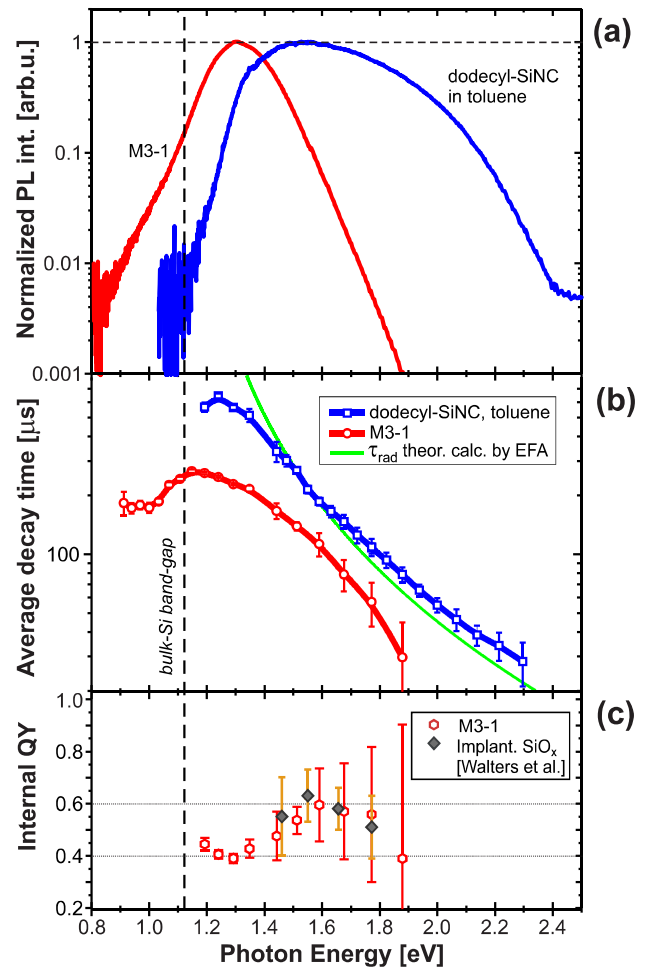 (a)
Normalized PL int. [arb.u.]
1
0.1
0.01
0.001
M3-1
dodecyl-SiNC
in toluene
(b)
Average decay time [μs]
100
bulk-Si band-gap
dodecyl-SiNC, toluene
M3-1
τrad theor. calc. by EFA
(c)
Internal QY
1.0
0.8
0.6
0.4
0.2
M3-1
Implant. SiOx
[Walters et al.]
0.8 1.0 1.2 1.4 1.6 1.8 2.0 2.2 2.4
Photon Energy [eV]